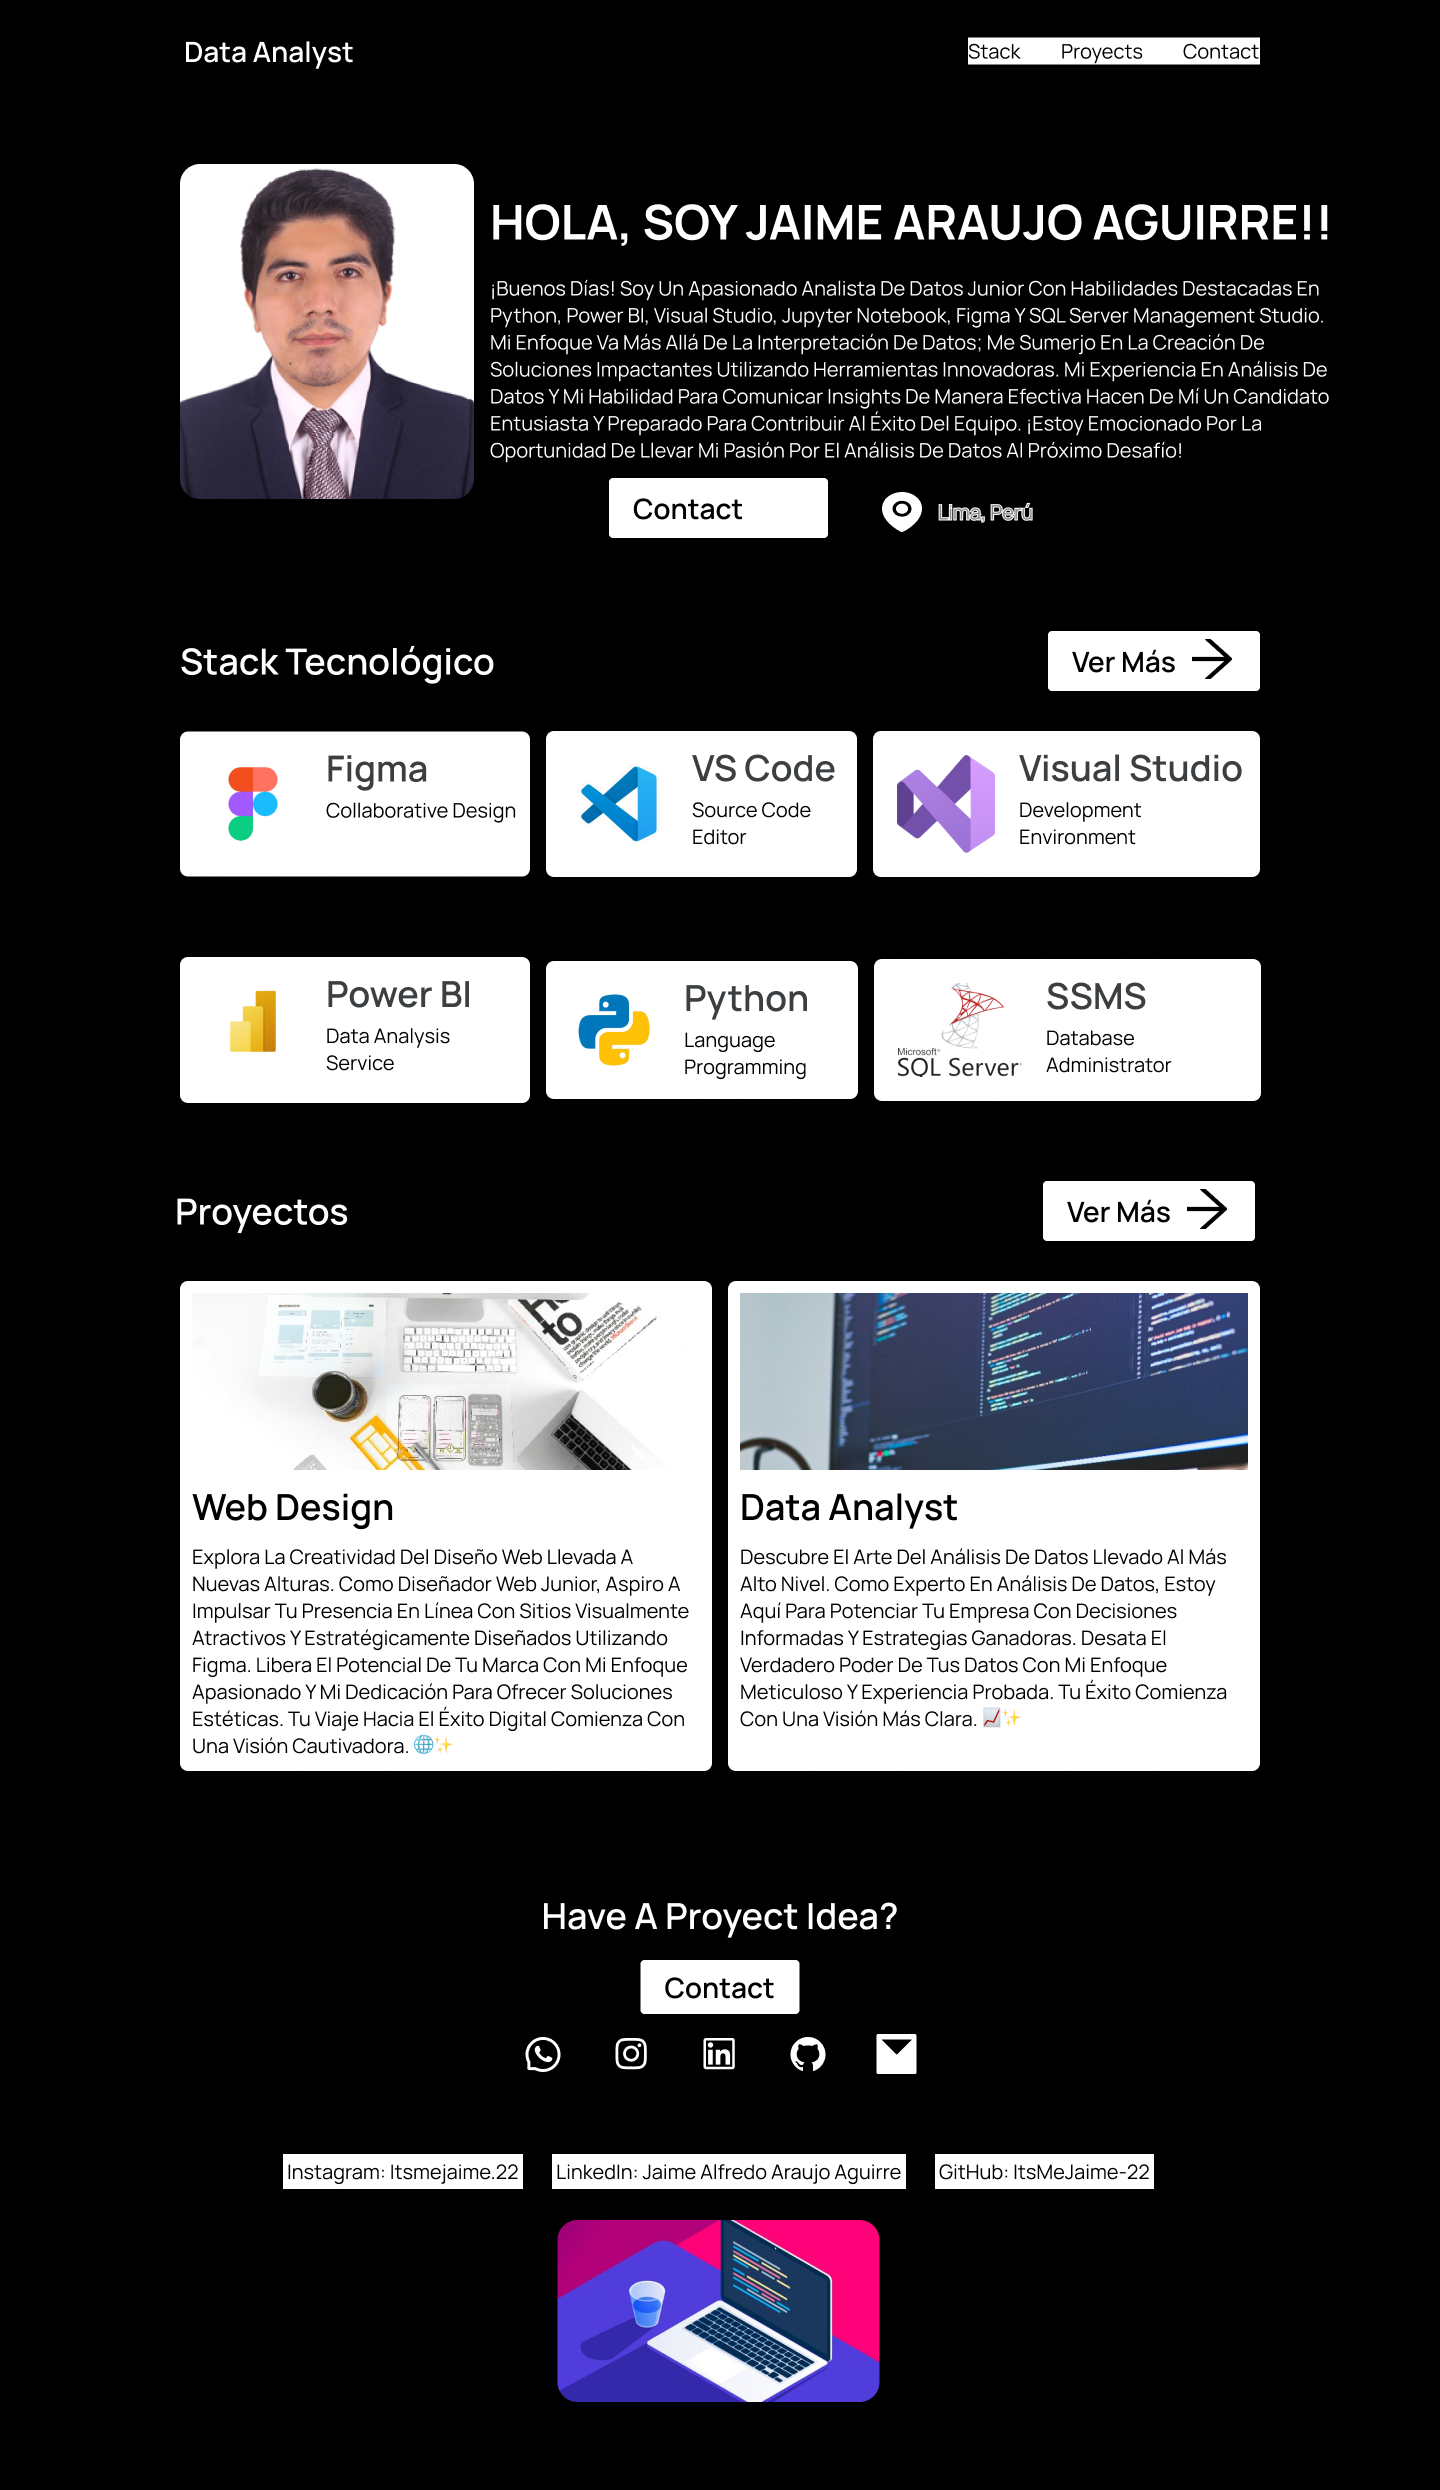 Data Analyst
Stack Proyects Contact
HOLA, SOY JAIME ARAUJO AGUIRRE!!
¡Buenos Días! Soy Un Apasionado Analista De Datos Junior Con Habilidades Destacadas En
Python, Power BI, Visual Studio, Jupyter Notebook, Figma Y SQL Server Management Studio.
Mi Enfoque Va Más Allá De La Interpretación De Datos; Me Sumerjo En La Creación De
Soluciones Impactantes Utilizando Herramientas Innovadoras. Mi Experiencia En Análisis De
Datos Y Mi Habilidad Para Comunicar Insights De Manera Efectiva Hacen De Mí Un Candidato
Entusiasta Y Preparado Para Contribuir Al Éxito Del Equipo. ¡Estoy Emocionado Por La
Oportunidad De Llevar Mi Pasión Por El Análisis De Datos Al Próximo Desafío!
Contact
Lima, Perú
Stack Tecnológico
Ver Más
Figma
Collaborative Design
VS Code
Source Code
Editor
Visual Studio
Development
Environment
Power BI
Data Analysis
Service
Python
Language
Programming
Microsoft®
SQL Server
SSMS
Database
Administrator
Proyectos
Ver Más
to
Web Design
Explora La Creatividad Del Diseño Web Llevada A
Nuevas Alturas. Como Diseñador Web Junior, Aspiro A
Impulsar Tu Presencia En Línea Con Sitios Visualmente
Atractivos Y Estratégicamente Diseñados Utilizando
Figma. Libera El Potencial De Tu Marca Con Mi Enfoque
Apasionado Y Mi Dedicación Para Ofrecer Soluciones
Estéticas. Tu Viaje Hacia El Éxito Digital Comienza Con
Una Visión Cautivadora. 🌐✨
Data Analyst
Descubre El Arte Del Análisis De Datos Llevado Al Más
Alto Nivel. Como Experto En Análisis De Datos, Estoy
Aquí Para Potenciar Tu Empresa Con Decisiones
Informadas Y Estrategias Ganadoras. Desata El
Verdadero Poder De Tus Datos Con Mi Enfoque
Meticuloso Y Experiencia Probada. Tu Éxito Comienza
Con Una Visión Más Clara. 📈✨
Have A Proyect Idea?
Contact
Instagram: Itsmejaime.22
LinkedIn: Jaime Alfredo Araujo Aguirre
GitHub: ItsMeJaime-22